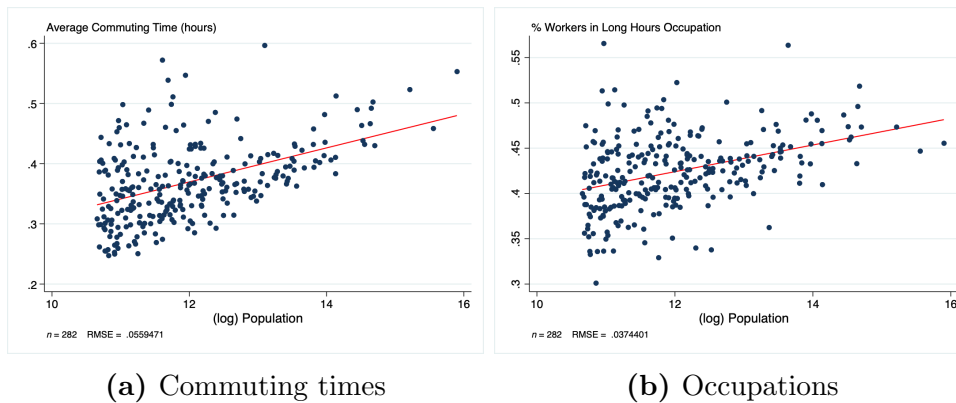 Average Commuting Time (hours)
.6
.5
.4
.3
.2
10
12
14
16
(log) Population
n = 282 RMSE = .0559471
(a) Commuting times
% Workers in Long Hours Occupation
.55
.5
.45
.4
.35
.3
10
12
14
16
(log) Population
n = 282 RMSE = .0374401
(b) Occupations